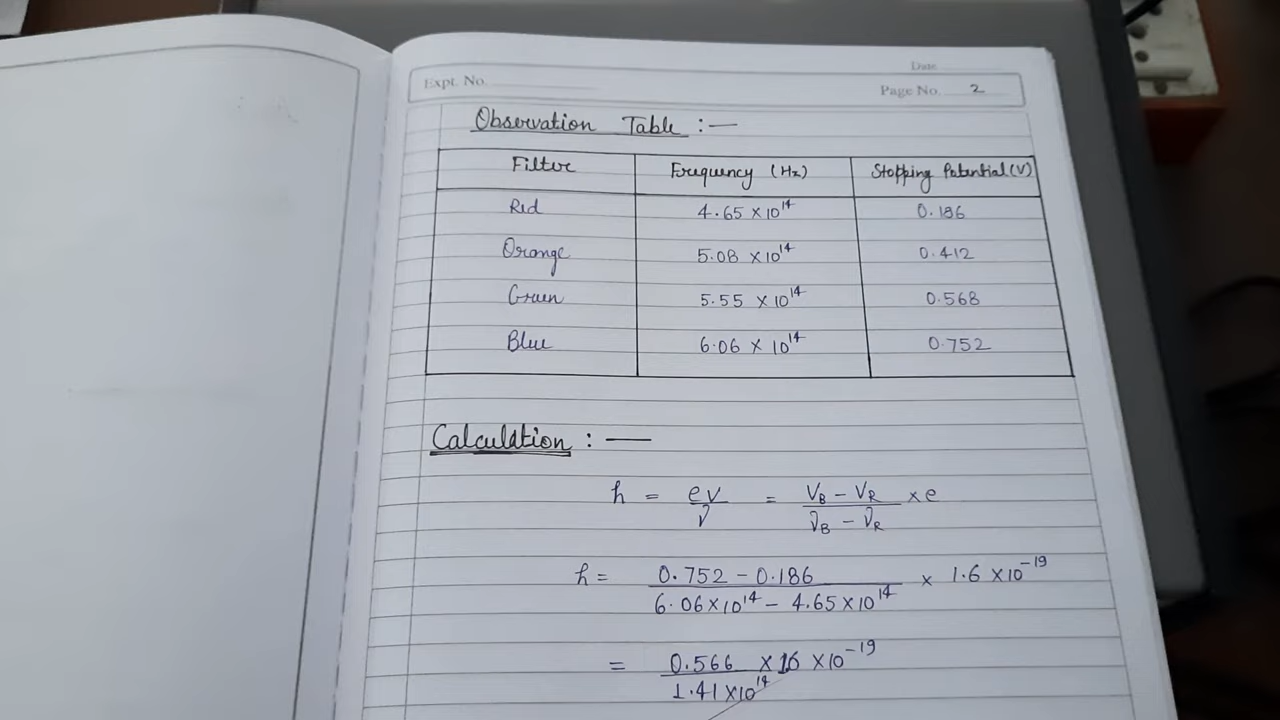 Date
Expt. No.
Page No. 2
Observation Table :—
Filter Frequency (Hz) Stopping Potential (V)
Red 4.65 × 10¹⁴ 0.186
Orange 5.08 × 10¹⁴ 0.412
Green 5.55 × 10¹⁴ 0.568
Blue 6.06 × 10¹⁴ 0.752
Calculation : —
h = eV/ν = (V_B − V_R)/(ν_B − ν_R) × e
h = (0.752 − 0.186)/(6.06 × 10¹⁴ − 4.65 × 10¹⁴) × 1.6 × 10⁻¹⁹
= 0.566/(1.41 × 10¹⁴) × 16 × 10⁻¹⁹